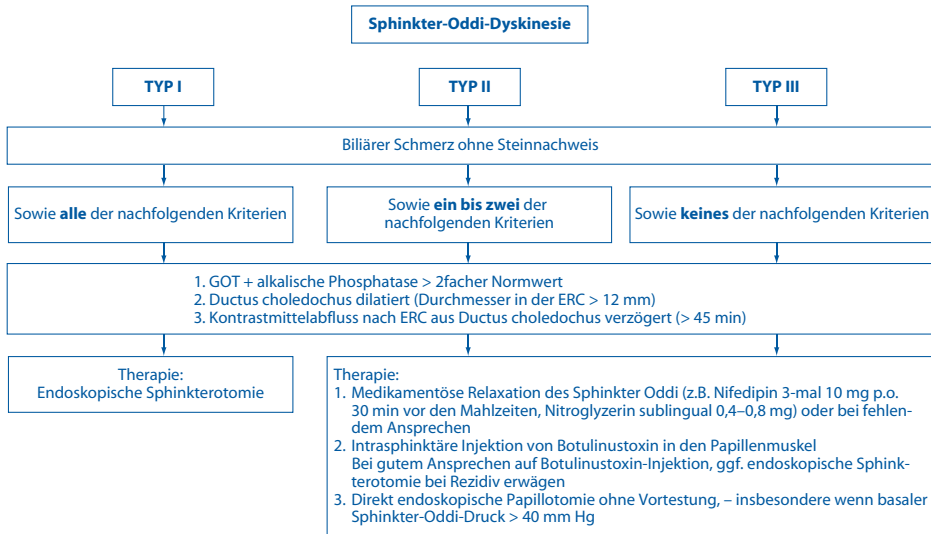 Sphinkter-Oddi-Dyskinesie
TYP I
TYP II
TYP III
Biliärer Schmerz ohne Steinnachweis
Sowie alle der nachfolgenden Kriterien
Sowie ein bis zwei der
nachfolgenden Kriterien
Sowie keines der nachfolgenden Kriterien
1. GOT + alkalische Phosphatase > 2facher Normwert
2. Ductus choledochus dilatiert (Durchmesser in der ERC > 12 mm)
3. Kontrastmittelabfluss nach ERC aus Ductus choledochus verzögert (> 45 min)
Therapie:
Endoskopische Sphinkterotomie
Therapie:
1. Medikamentöse Relaxation des Sphinkter Oddi (z.B. Nifedipin 3-mal 10 mg p.o.
30 min vor den Mahlzeiten, Nitroglyzerin sublingual 0,4–0,8 mg) oder bei fehlen-
dem Ansprechen
2. Intrasphinktäre Injektion von Botulinustoxin in den Papillenmuskel
Bei gutem Ansprechen auf Botulinustoxin-Injektion, ggf. endoskopische Sphink-
terotomie bei Rezidiv erwägen
3. Direkt endoskopische Papillotomie ohne Vortestung, – insbesondere wenn basaler
Sphinkter-Oddi-Druck > 40 mm Hg